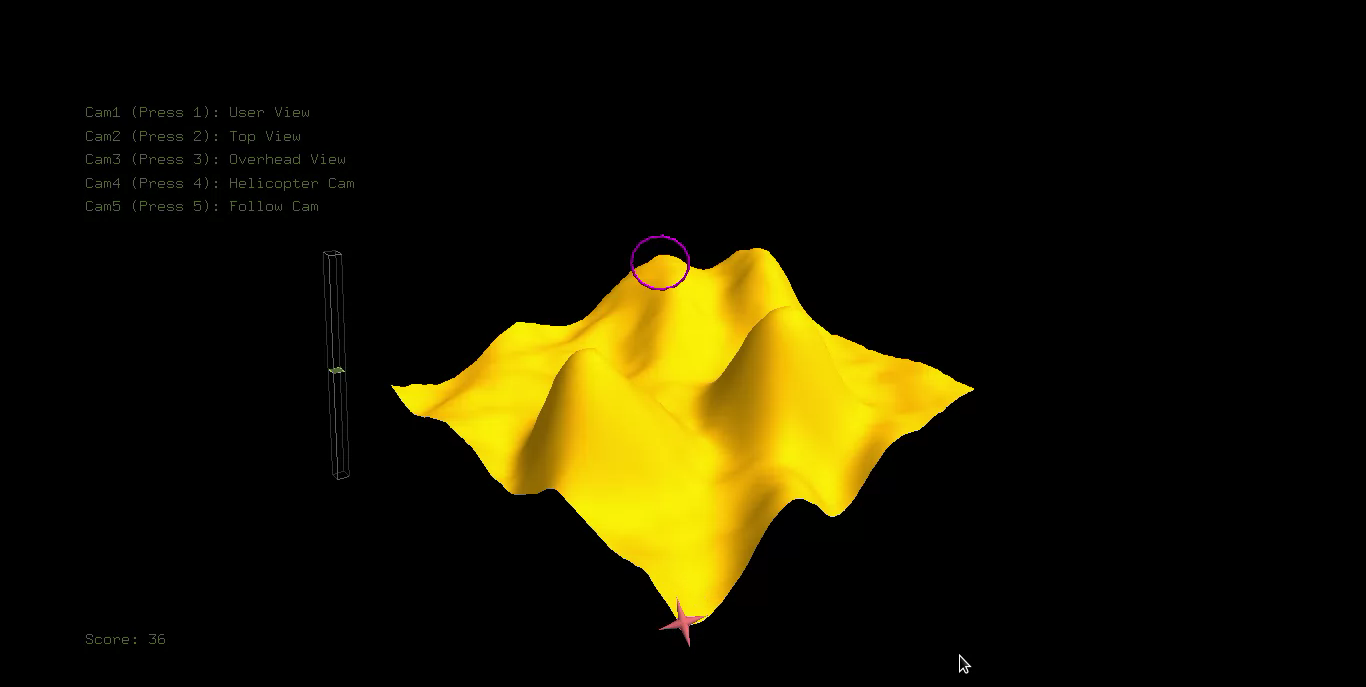 Cam1 (Press 1): User View
Cam2 (Press 2): Top View
Cam3 (Press 3): Overhead View
Cam4 (Press 4): Helicopter Cam
Cam5 (Press 5): Follow Cam
Score: 36